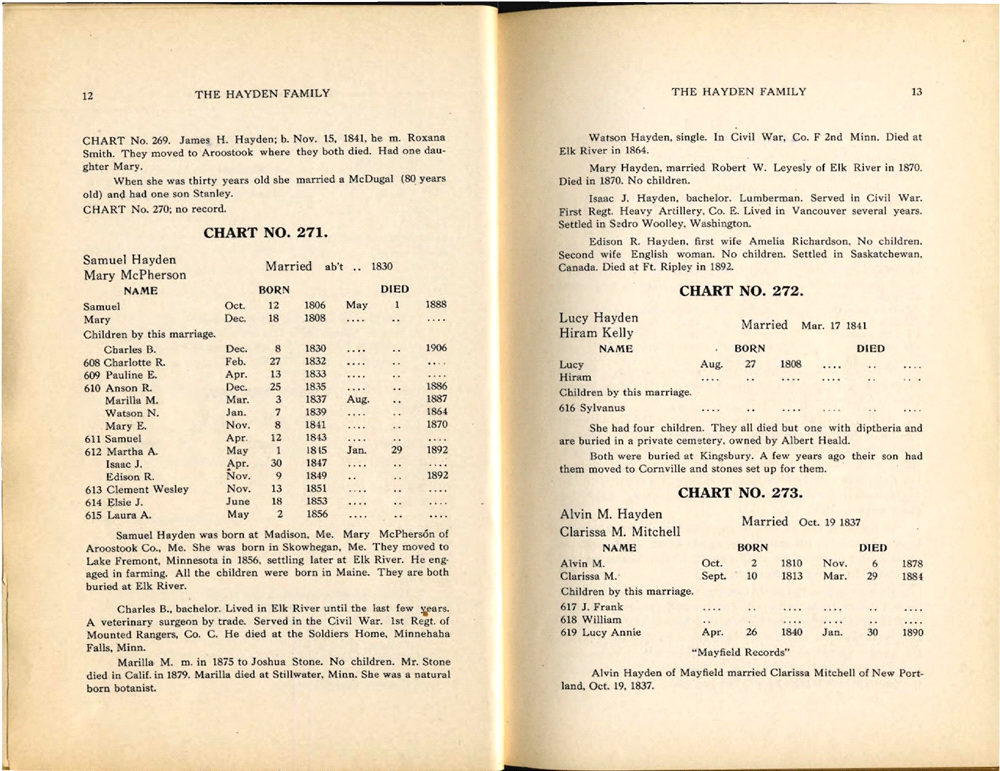 12 THE HAYDEN FAMILY
CHART No. 269. James H. Hayden; b. Nov. 15, 1841, he m. Roxana
Smith. They moved to Aroostook where they both died. Had one dau-
ghter Mary.
When she was thirty years old she married a McDugal (80 years
old) and had one son Stanley.
CHART No. 270; no record.
CHART NO. 271.
Samuel Hayden
Mary McPherson
Married ab't .. 1830
NAME BORN DIED
Samuel Oct. 12 1806 May 1 1888
Mary Dec. 18 1808 .... .. ....
Children by this marriage.
Charles B. Dec. 8 1830 .... .. 1906
608 Charlotte R. Feb. 27 1832 .... .. ....
609 Pauline E. Apr. 13 1833 .... .. ....
610 Anson R. Dec. 25 1835 .... .. 1886
Marilla M. Mar. 3 1837 Aug. .. 1887
Watson N. Jan. 7 1839 .... .. 1864
Mary E. Nov. 8 1841 .... .. 1870
611 Samuel Apr. 12 1843 .... .. ....
612 Martha A. May 1 1845 Jan. 29 1892
Isaac J. Apr. 30 1847 .... .. ....
Edison R. Nov. 9 1849 .. .. 1892
613 Clement Wesley Nov. 13 1851 .... .. ....
614 Elsie J. June 18 1853 .... .. ....
615 Laura A. May 2 1856 .... .. ....
Samuel Hayden was born at Madison, Me. Mary McPherson of
Aroostook Co., Me. She was born in Skowhegan, Me. They moved to
Lake Fremont, Minnesota in 1856, settling later at Elk River. He eng-
aged in farming. All the children were born in Maine. They are both
buried at Elk River.
Charles B., bachelor. Lived in Elk River until the last few years.
A veterinary surgeon by trade. Served in the Civil War. 1st Regt. of
Mounted Rangers, Co. C. He died at the Soldiers Home, Minnehaha
Falls, Minn.
Marilla M. m. in 1875 to Joshua Stone. No children. Mr. Stone
died in Calif. in 1879. Marilla died at Stillwater, Minn. She was a natural
born botanist.
THE HAYDEN FAMILY 13
Watson Hayden, single. In Civil War, Co. F 2nd Minn. Died at
Elk River in 1864.
Mary Hayden, married Robert W. Leyesly of Elk River in 1870.
Died in 1870. No children.
Isaac J. Hayden, bachelor. Lumberman. Served in Civil War.
First Regt. Heavy Artillery, Co. E. Lived in Vancouver several years.
Settled in Sedro Woolley, Washington.
Edison R. Hayden, first wife Amelia Richardson, No children.
Second wife English woman. No children. Settled in Saskatchewan,
Canada. Died at Ft. Ripley in 1892.
CHART NO. 272.
Lucy Hayden
Hiram Kelly
Married Mar. 17 1841
NAME BORN DIED
Lucy Aug. 27 1808 .... .. ....
Hiram .... .. .... .... .. ....
Children by this marriage.
616 Sylvanus .... .. .... .... .. ....
She had four children. They all died but one with diptheria and
are buried in a private cemstery, owned by Albert Heald.
Both were buried at Kingsbury. A few years ago their son had
them moved to Cornville and stones set up for them.
CHART NO. 273.
Alvin M. Hayden
Clarissa M. Mitchell
Married Oct. 19 1837
NAME BORN DIED
Alvin M. Oct. 2 1810 Nov. 6 1878
Clarissa M. Sept. 10 1813 Mar. 29 1884
Children by this marriage.
617 J. Frank .... .. .... .... .. ....
618 William .. .. .... .... .. ....
619 Lucy Annie Apr. 26 1840 Jan. 30 1890
"Mayfield Records"
Alvin Hayden of Mayfield married Clarissa Mitchell of New Port-
land, Oct. 19, 1837.